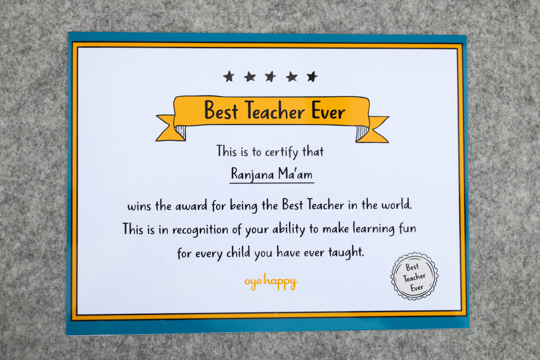 Best Teacher Ever
This is to certify that
Ranjana Ma'am
wins the award for being the Best Teacher in the world.
This is in recognition of your ability to make learning fun
for every child you have ever taught.
oyehappy
Best
Teacher
Ever